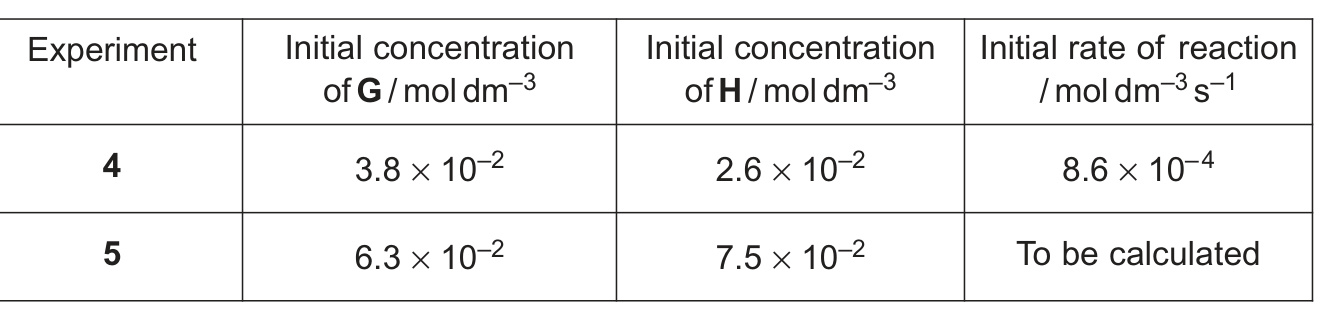 Experiment Initial concentration Initial concentration Initial rate of reaction
of G / mol dm⁻³ of H / mol dm⁻³ / mol dm⁻³ s⁻¹
4 3.8 × 10⁻² 2.6 × 10⁻² 8.6 × 10⁻⁴
5 6.3 × 10⁻² 7.5 × 10⁻² To be calculated